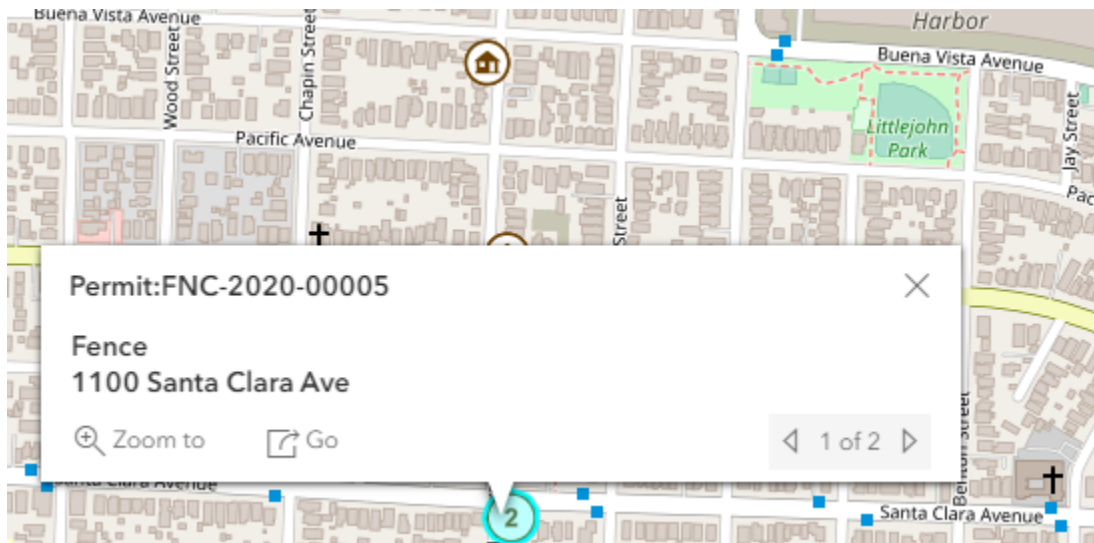 Buena Vista Avenue
Harbor
Buena Vista Avenue
Wood Street
Chapin Street
Pacific Avenue
Littlejohn
Park
Jay Street
Pac
Street
Permit:FNC-2020-00005
Fence
1100 Santa Clara Ave
Zoom to
Go
1 of 2
Benton Street
Santa Clara Avenue
2
Santa Clara Avenue